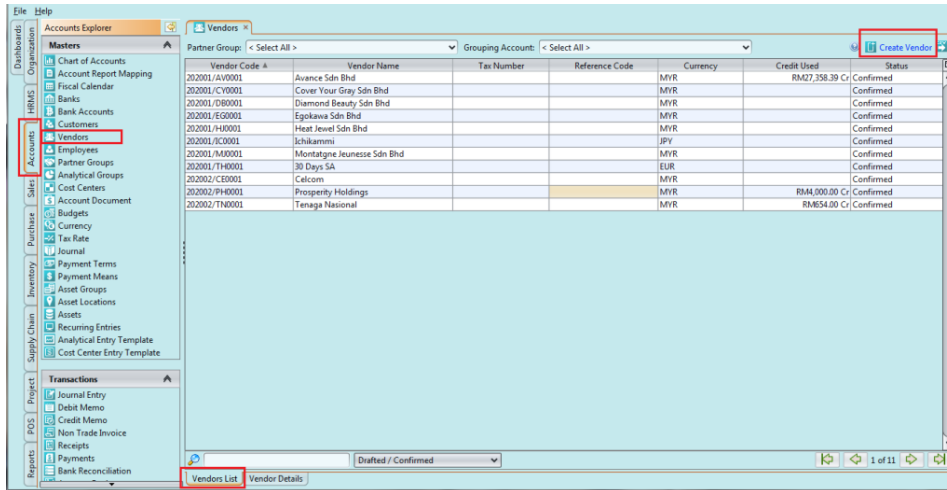 File Help
Dashboards
Organization
HRMS
Accounts
Sales
Purchase
Inventory
Supply Chain
Project
POS
Reports
Accounts Explorer
Masters
Chart of Accounts
Account Report Mapping
Fiscal Calendar
Banks
Bank Accounts
Customers
Vendors
Employees
Partner Groups
Analytical Groups
Cost Centers
Account Document
Budgets
Currency
Tax Rate
Journal
Payment Terms
Payment Means
Asset Groups
Asset Locations
Assets
Recurring Entries
Analytical Entry Template
Cost Center Entry Template
Transactions
Journal Entry
Debit Memo
Credit Memo
Non Trade Invoice
Receipts
Payments
Bank Reconciliation
Vendors
Partner Group: < Select All > Grouping Account: < Select All > Create Vendor
Vendor Code Vendor Name Tax Number Reference Code Currency Credit Used Status
202001/AV0001 Avance Sdn Bhd MYR RM27,358.39 Cr Confirmed
202001/CY0001 Cover Your Gray Sdn Bhd MYR Confirmed
202001/DB0001 Diamond Beauty Sdn Bhd MYR Confirmed
202001/EG0001 Egokawa Sdn Bhd MYR Confirmed
202001/HJ0001 Heat Jewel Sdn Bhd MYR Confirmed
202001/IC0001 Ichikammi JPY Confirmed
202001/MJ0001 Montatgne Jeunesse Sdn Bhd MYR Confirmed
202001/TH0001 30 Days SA EUR Confirmed
202002/CE0001 Celcom MYR Confirmed
202002/PH0001 Prosperity Holdings MYR RM4,000.00 Cr Confirmed
202002/TN0001 Tenaga Nasional MYR RM654.00 Cr Confirmed
Drafted / Confirmed 1 of 11
Vendors List Vendor Details